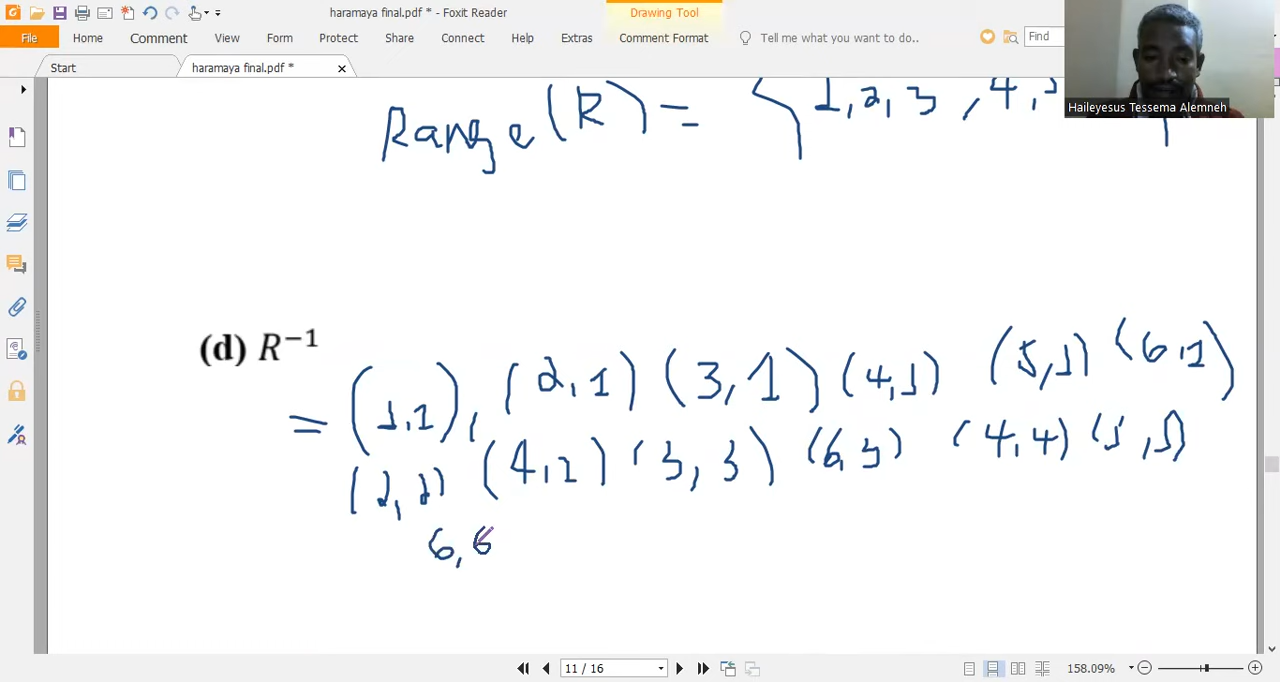 haramaya final.pdf * - Foxit Reader
Drawing Tool
File Home Comment View Form Protect Share Connect Help Extras Comment Format Tell me what you want to do.. Find
Start haramaya final.pdf *
Haileyesus Tessema Alemneh
Range (R) = { 1, 2, 3, 4,
(d) R⁻¹
= (1,1), (2,1) (3,1) (4,1) (5,1) (6,1)
(2,2) (4,2) (3,3) (6,3) (4,4) (5,5)
6,6
11 / 16
158.09%